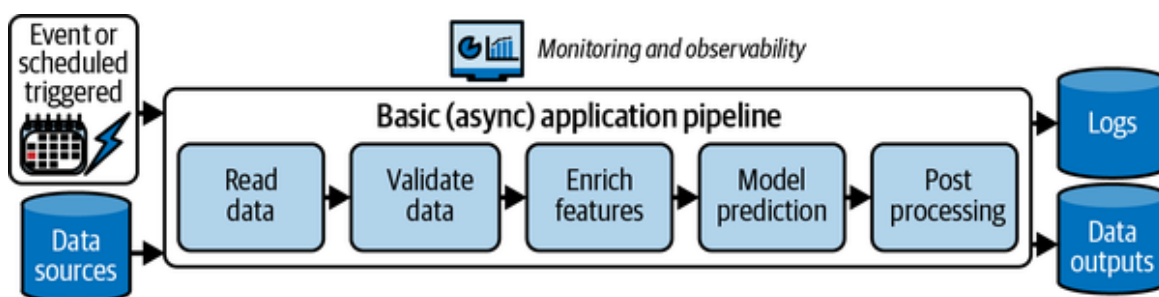 Event or
scheduled
triggered
Monitoring and observability
Basic (async) application pipeline
Read
data
Validate
data
Enrich
features
Model
prediction
Post
processing
Data
sources
Logs
Data
outputs